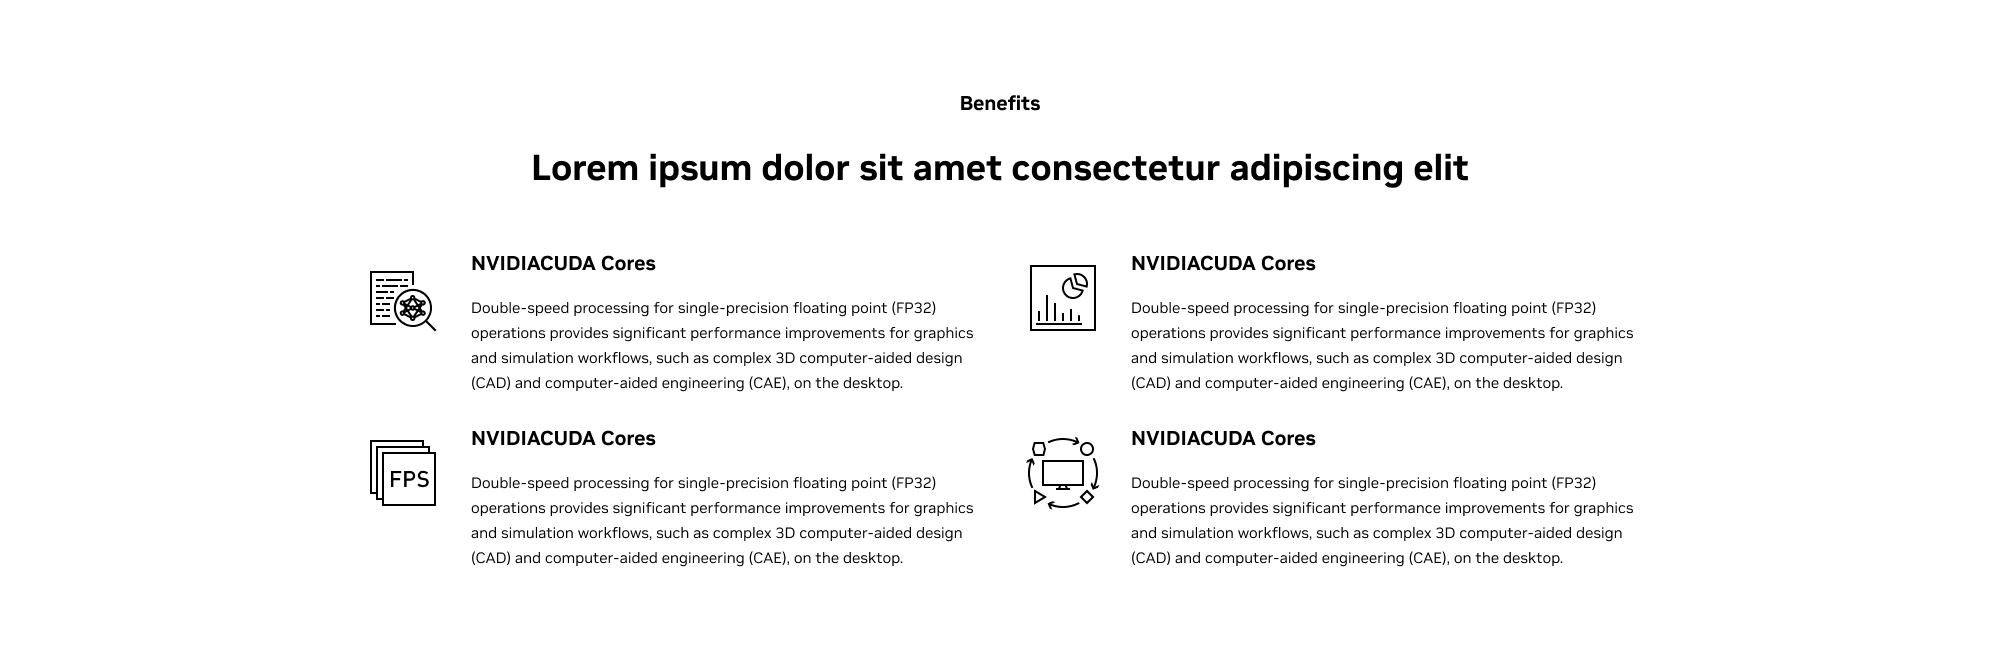 Benefits
Lorem ipsum dolor sit amet consectetur adipiscing elit
NVIDIACUDA Cores
Double-speed processing for single-precision floating point (FP32)
operations provides significant performance improvements for graphics
and simulation workflows, such as complex 3D computer-aided design
(CAD) and computer-aided engineering (CAE), on the desktop.
NVIDIACUDA Cores
Double-speed processing for single-precision floating point (FP32)
operations provides significant performance improvements for graphics
and simulation workflows, such as complex 3D computer-aided design
(CAD) and computer-aided engineering (CAE), on the desktop.
FPS
NVIDIACUDA Cores
Double-speed processing for single-precision floating point (FP32)
operations provides significant performance improvements for graphics
and simulation workflows, such as complex 3D computer-aided design
(CAD) and computer-aided engineering (CAE), on the desktop.
NVIDIACUDA Cores
Double-speed processing for single-precision floating point (FP32)
operations provides significant performance improvements for graphics
and simulation workflows, such as complex 3D computer-aided design
(CAD) and computer-aided engineering (CAE), on the desktop.